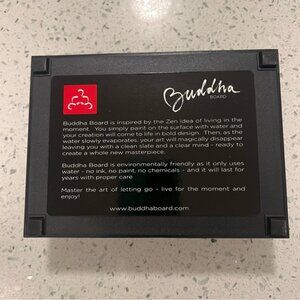 Buddha
BOARD
Buddha Board is inspired by the Zen idea of living in the
moment. You simply paint on the surface with water and
your creation will come to life in bold design. Then, as the
water slowly evaporates, your art will magically disappear
leaving you with a clean slate and a clear mind - ready to
create a whole new masterpiece.
Buddha Board is environmentally friendly as it only uses
water - no ink, no paint, no chemicals - and it will last for
years with proper care
Master the art of letting go - live for the moment and
enjoy!
www.buddhaboard.com